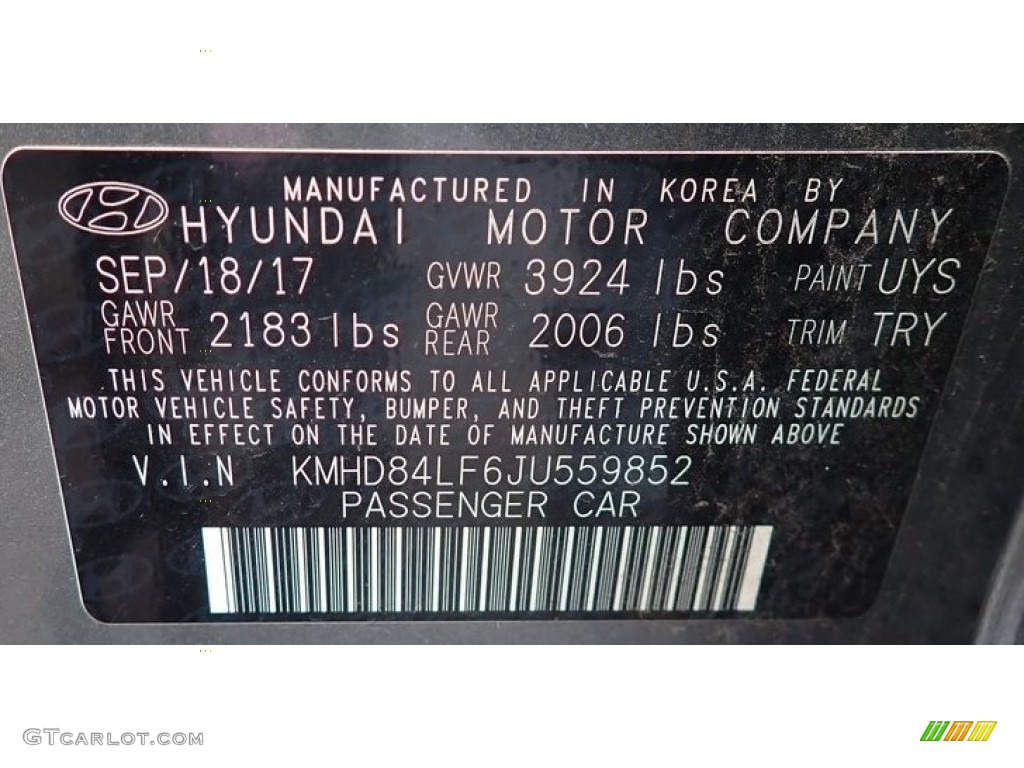 MANUFACTURED IN KOREA BY
HYUNDAI MOTOR COMPANY
SEP/18/17 GVWR 3924 lbs PAINT UYS
GAWR FRONT 2183 lbs GAWR REAR 2006 lbs TRIM TRY
THIS VEHICLE CONFORMS TO ALL APPLICABLE U.S.A. FEDERAL
MOTOR VEHICLE SAFETY, BUMPER, AND THEFT PREVENTION STANDARDS
IN EFFECT ON THE DATE OF MANUFACTURE SHOWN ABOVE
V.I.N KMHD84LF6JU559852
PASSENGER CAR
GTCARLOT.COM